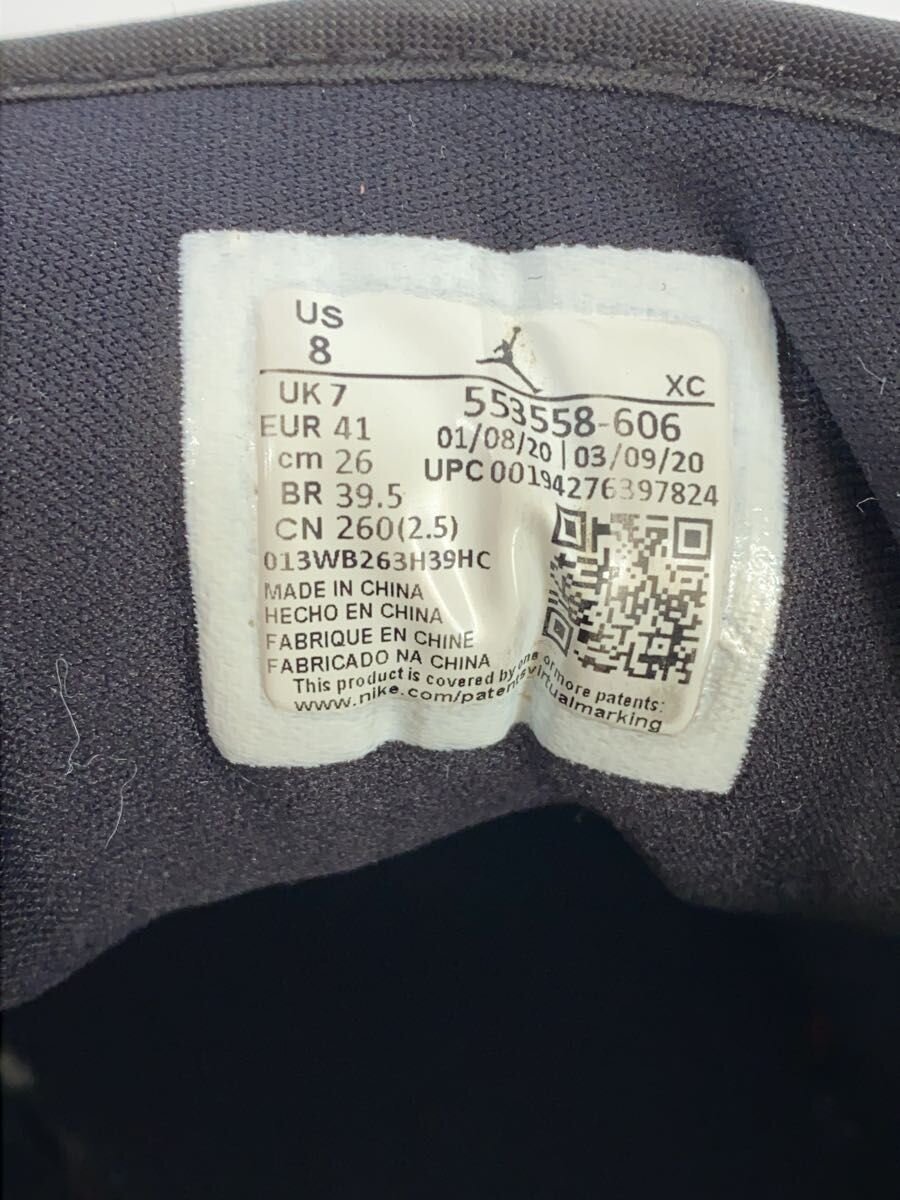 US
8
XC
UK 7
553558-606
EUR 41
01/08/20 | 03/09/20
cm 26
UPC 00194276397824
BR 39.5
CN 260(2.5)
013WB263H39HC
MADE IN CHINA
HECHO EN CHINA
FABRIQUE EN CHINE
FABRICADO NA CHINA
This product is covered by one or more patents:
www.nike.com/patentsvirtualmarking